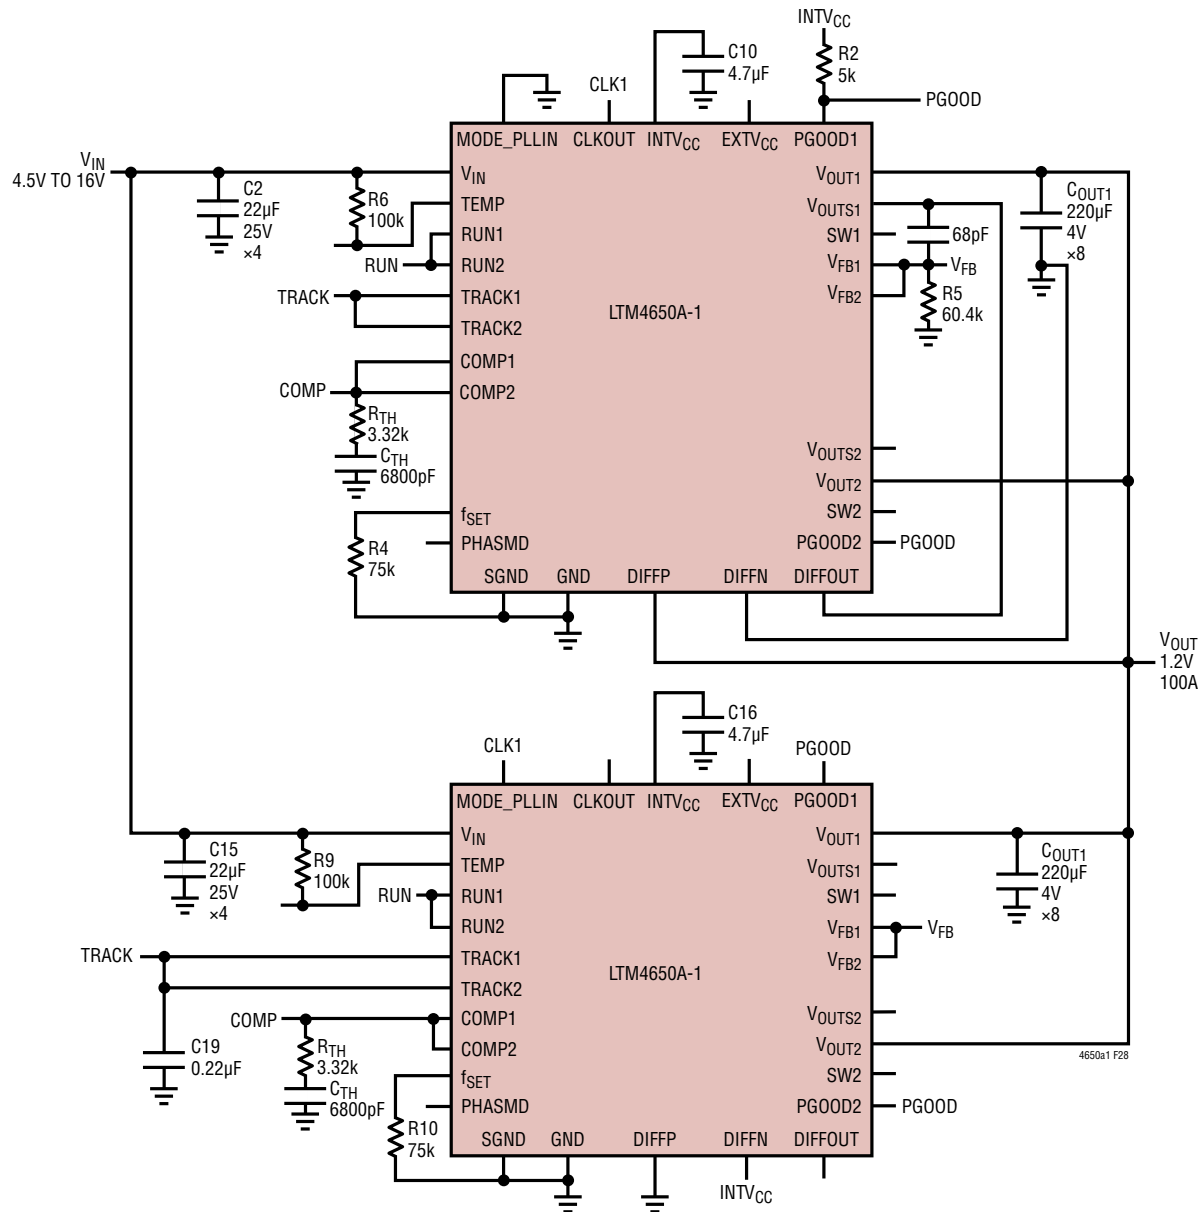 INTVCC
R2
5k
C10
4.7µF
CLK1
PGOOD
MODE_PLLIN CLKOUT INTVCC EXTVCC PGOOD1
VIN
4.5V TO 16V
C2
22µF
25V
×4
R6
100k
VIN
TEMP
RUN1
RUN
RUN2
TRACK
TRACK1
TRACK2
COMP1
COMP
COMP2
RTH
3.32k
CTH
6800pF
fSET
PHASMD
R4
75k
LTM4650A-1
VOUT1
VOUTS1
SW1
VFB1
VFB2
VOUTS2
VOUT2
SW2
PGOOD2
PGOOD
68pF
VFB
R5
60.4k
COUT1
220µF
4V
×8
SGND GND DIFFP DIFFN DIFFOUT
VOUT
1.2V
100A
C16
4.7µF
CLK1
PGOOD
MODE_PLLIN CLKOUT INTVCC EXTVCC PGOOD1
C15
22µF
25V
×4
R9
100k
VIN
TEMP
RUN
RUN1
RUN2
TRACK
TRACK1
TRACK2
COMP
COMP1
COMP2
C19
0.22µF
RTH
3.32k
CTH
6800pF
fSET
PHASMD
R10
75k
LTM4650A-1
VOUT1
VOUTS1
SW1
VFB1
VFB2
VFB
VOUTS2
VOUT2
SW2
PGOOD2
PGOOD
COUT1
220µF
4V
×8
4650a1 F28
SGND GND DIFFP DIFFN DIFFOUT
INTVCC